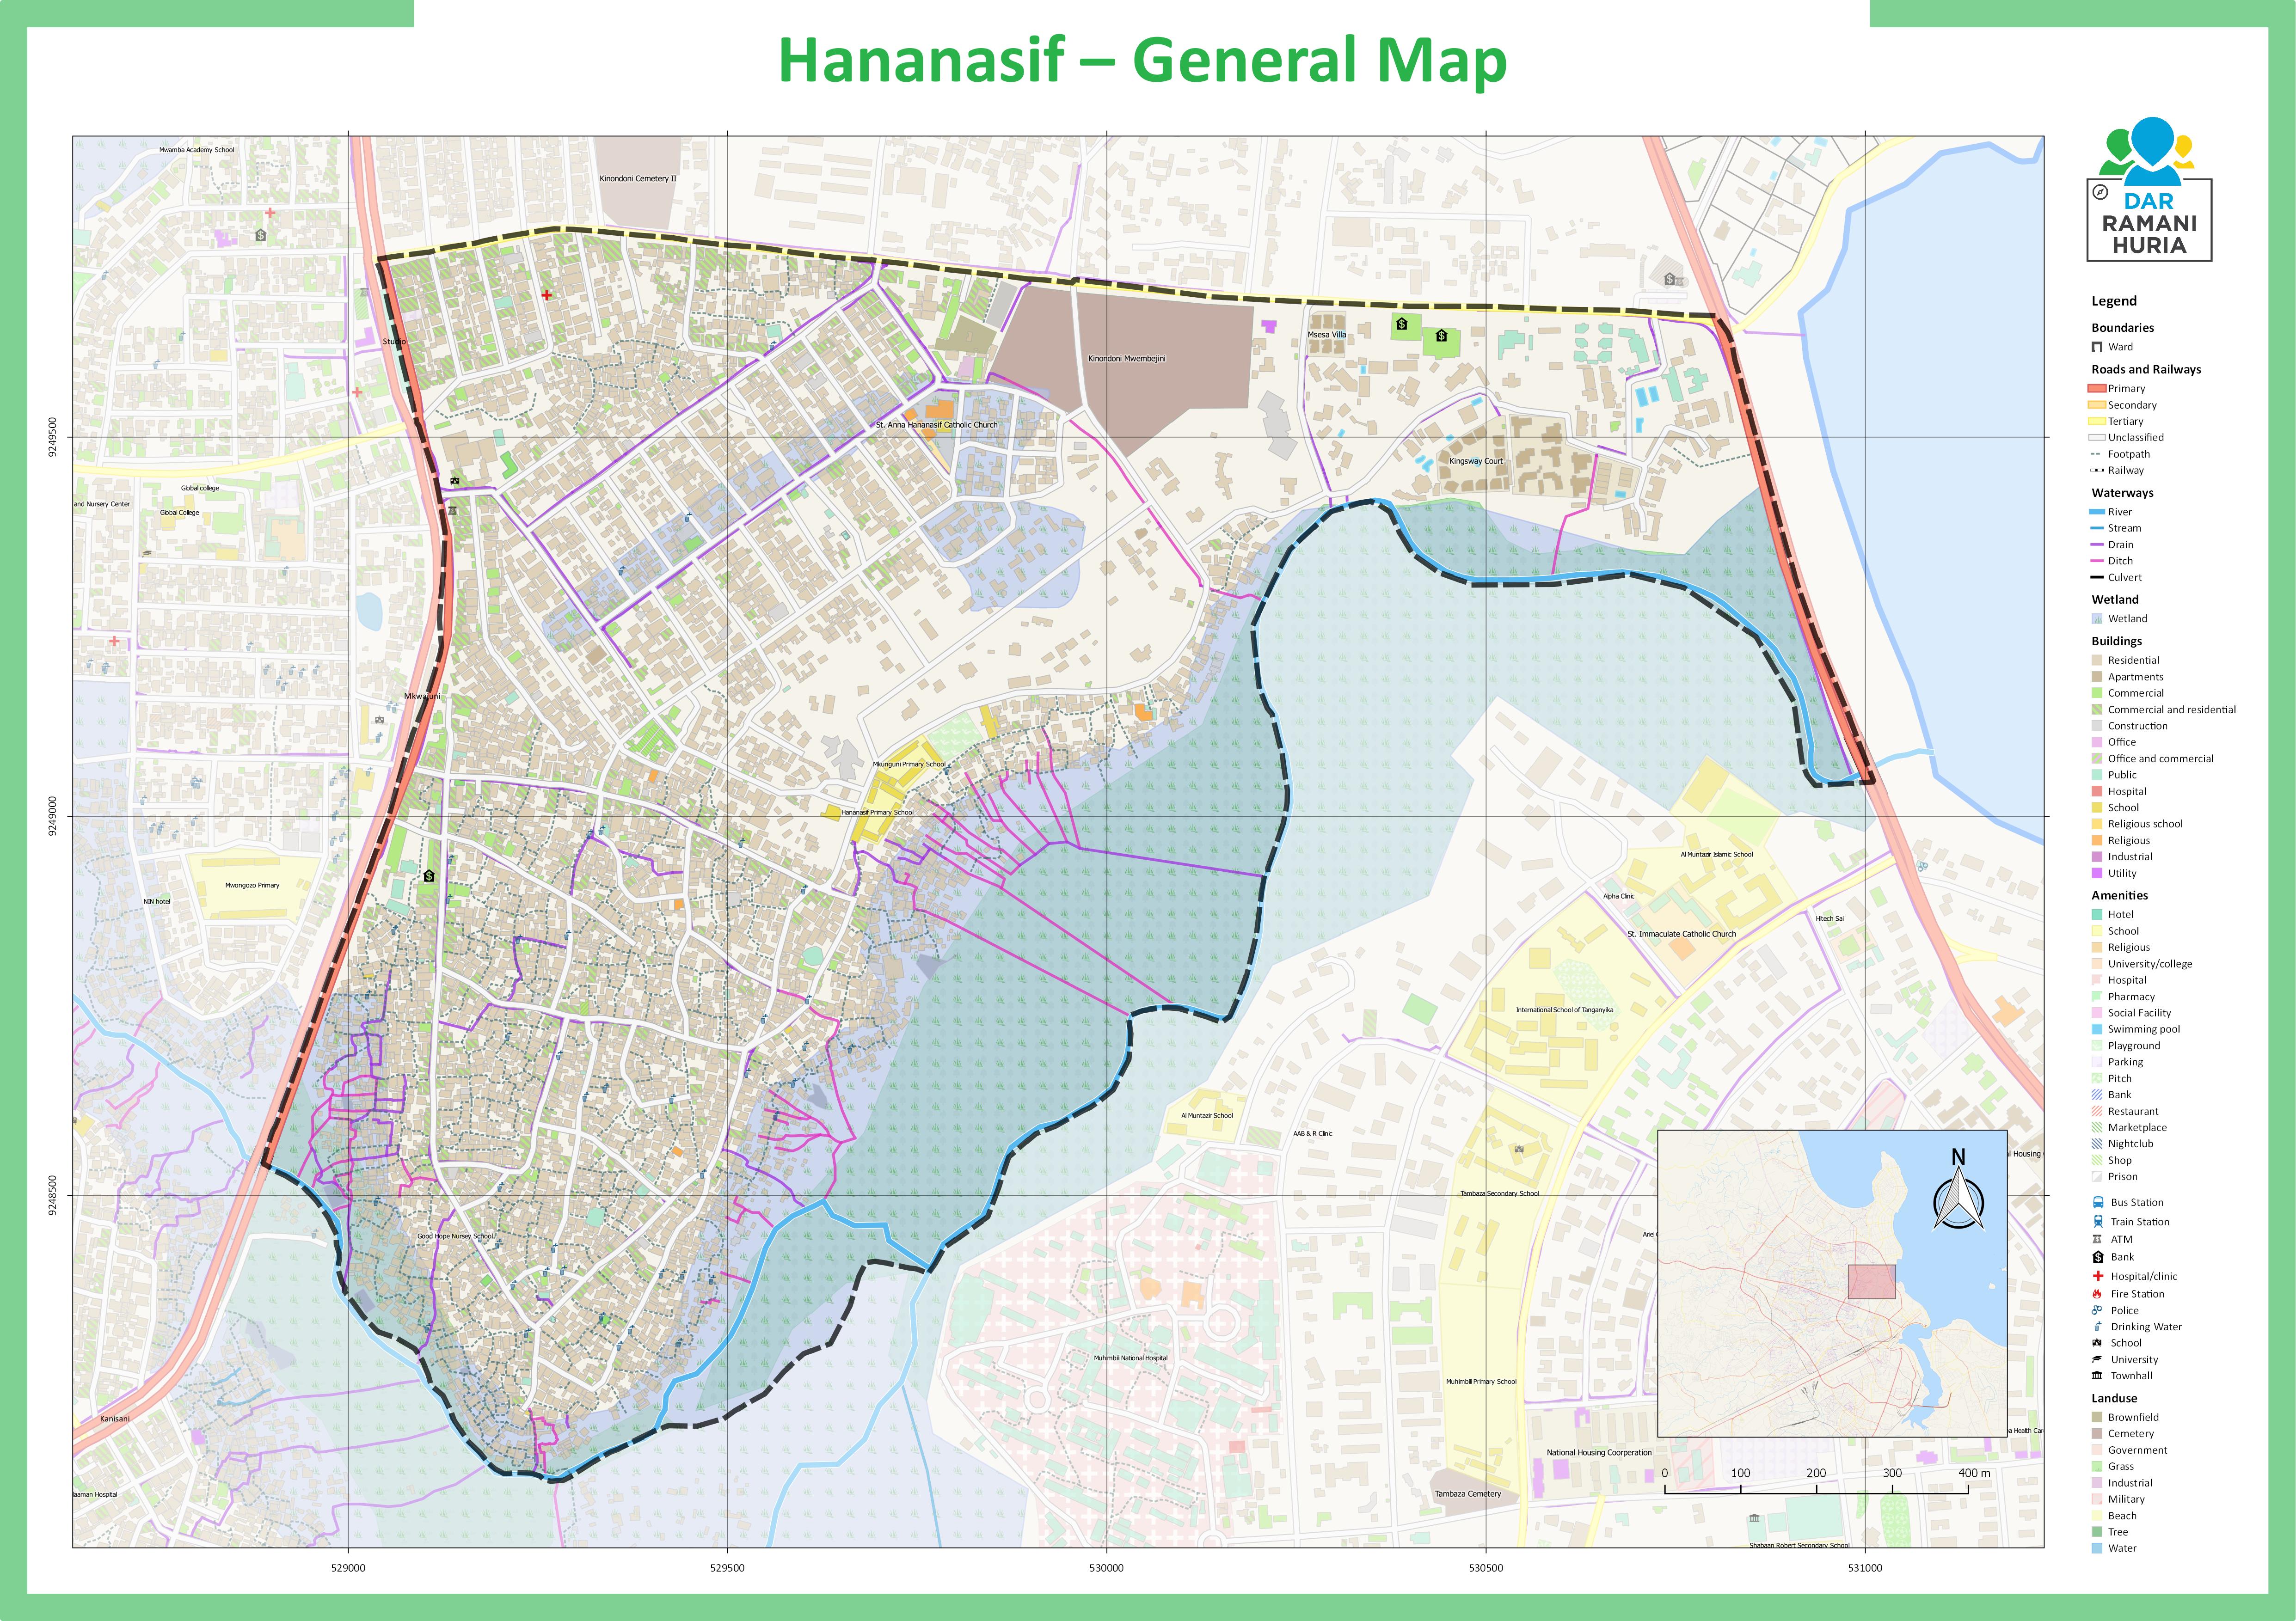 Hananasif – General Map
DAR
RAMANI
HURIA
Mwamba Academy School
Kinondoni Cemetery II
Studio
Msesa Villa
Kinondoni Mwembejini
St. Anna Hananasif Catholic Church
Kingsway Court
Global college
and Nursery Center
Global College
Mkwajuni
Mkunguni Primary School
Hananasif Primary School
Al Muntazir Islamic School
Mwongozo Primary
NIN hotel
Alpha Clinic
Hitech Sai
St. Immaculate Catholic Church
International School of Tanganyika
Al Muntazir School
AAB & R Clinic
Tambaza Secondary School
Good Hope Nursey School
Ariel
al Housing
Muhimbili National Hospital
Muhimbili Primary School
Kanisani
National Housing Coorperation
Tambaza Cemetery
laaman Hospital
a Health Car
Shabaan Robert Secondary School
N
0 100 200 300 400 m
9249500
9249000
9248500
529000 529500 530000 530500 531000
Legend
Boundaries
Ward
Roads and Railways
Primary
Secondary
Tertiary
Unclassified
Footpath
Railway
Waterways
River
Stream
Drain
Ditch
Culvert
Wetland
Wetland
Buildings
Residential
Apartments
Commercial
Commercial and residential
Construction
Office
Office and commercial
Public
Hospital
School
Religious school
Religious
Industrial
Utility
Amenities
Hotel
School
Religious
University/college
Hospital
Pharmacy
Social Facility
Swimming pool
Playground
Parking
Pitch
Bank
Restaurant
Marketplace
Nightclub
Shop
Prison
Bus Station
Train Station
ATM
Bank
Hospital/clinic
Fire Station
Police
Drinking Water
School
University
Townhall
Landuse
Brownfield
Cemetery
Government
Grass
Industrial
Military
Beach
Tree
Water